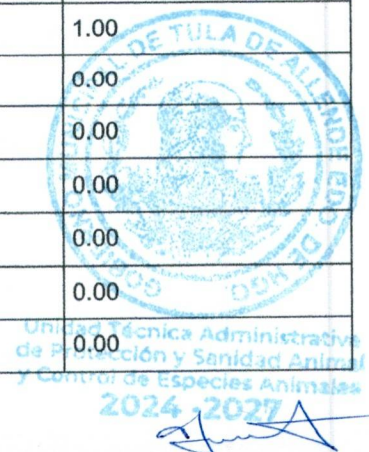 1.00
0.00
0.00
0.00
0.00
0.00
0.00
DE TULA DE ALLENDE EDO. DE HGO
Unidad Técnica Administrativa
de Protección y Sanidad Animal
y Control de Especies Animales
2024-2027